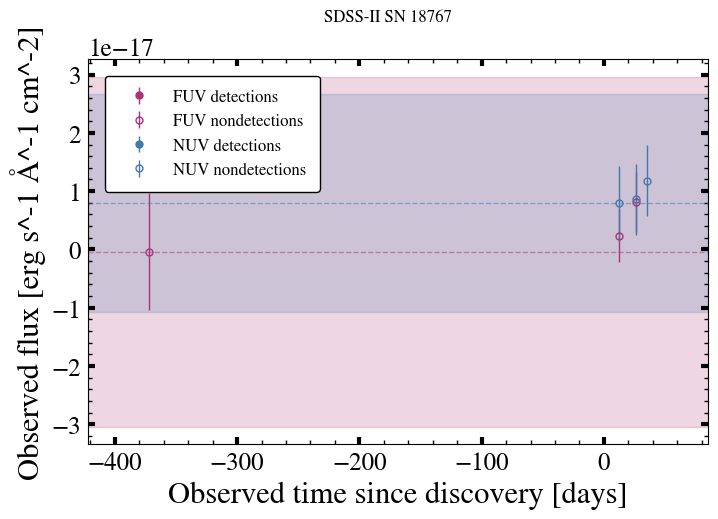 SDSS-II SN 18767
1e−17
3
2
1
0
−1
−2
−3
FUV detections
FUV nondetections
NUV detections
NUV nondetections
Observed flux [erg s^-1 Å^-1 cm^-2]
−400
−300
−200
−100
0
Observed time since discovery [days]